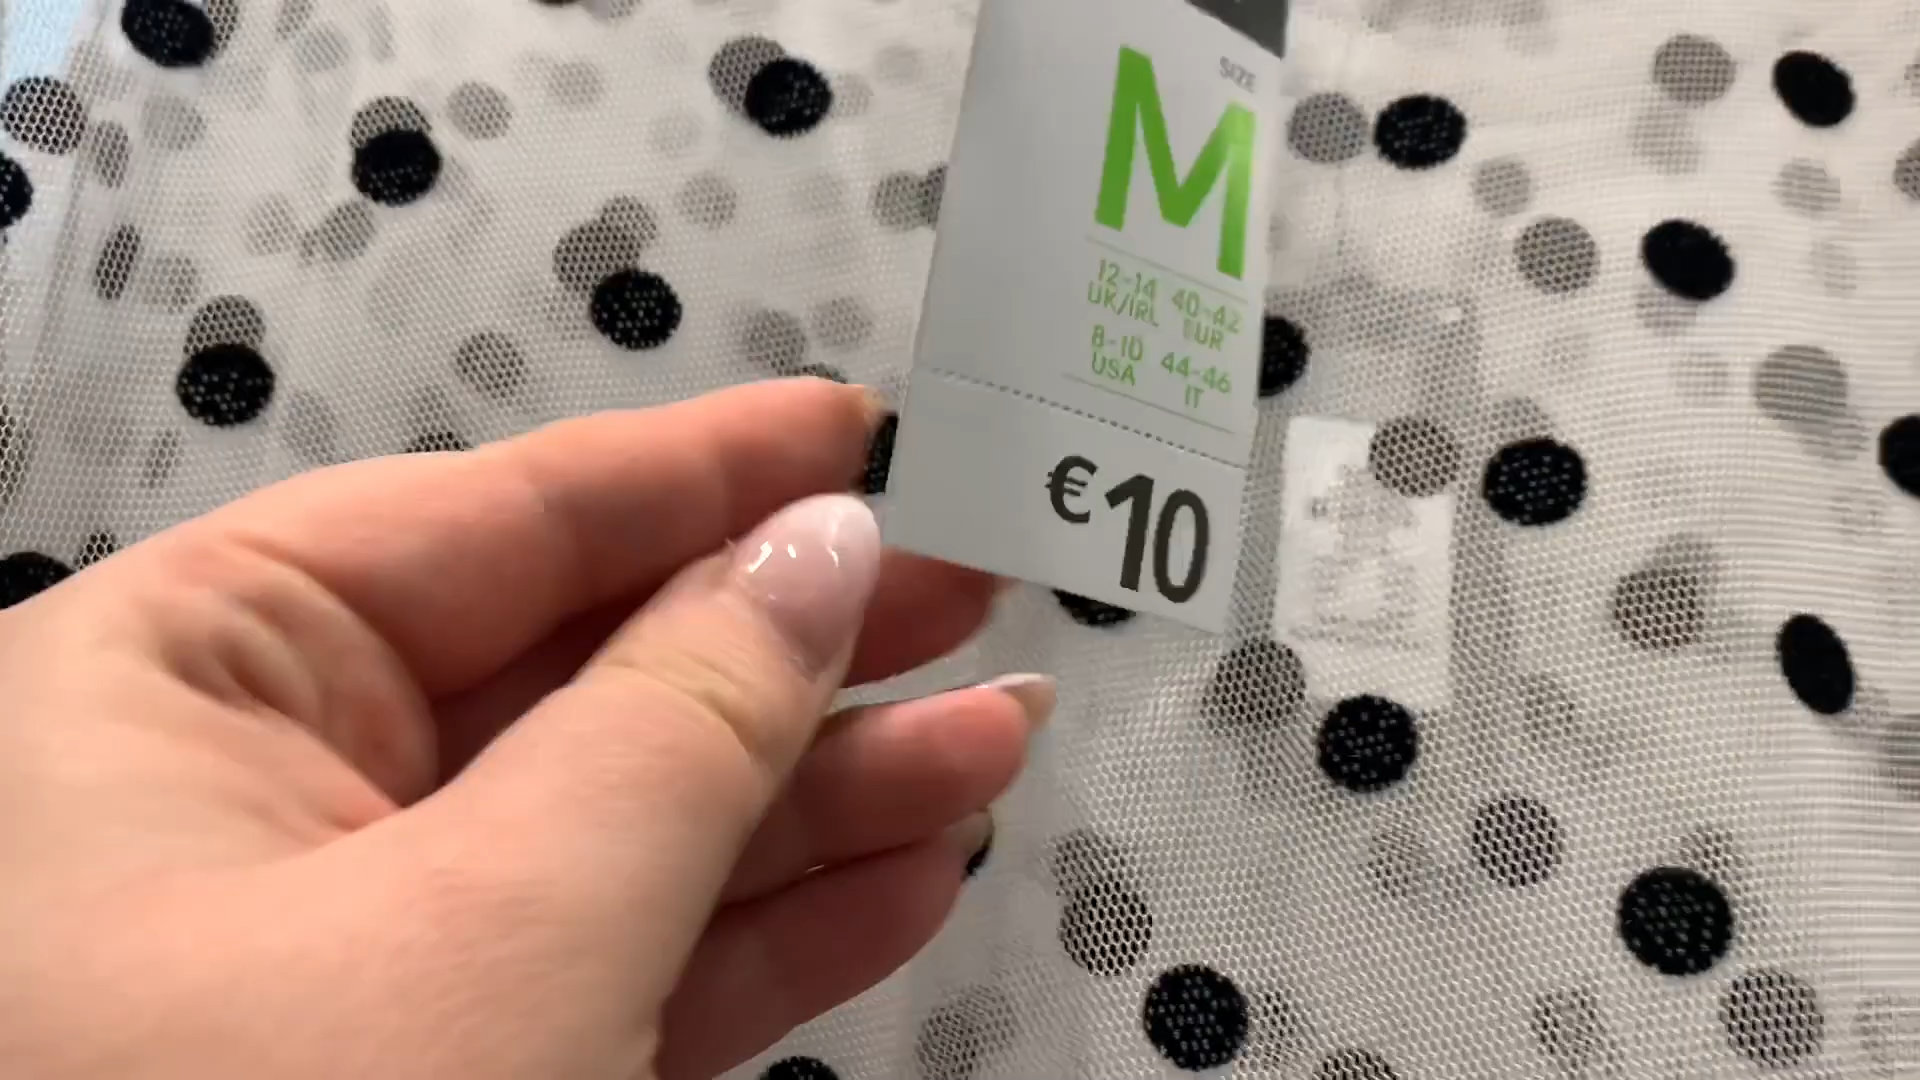 SIZE
M
12-14 40-42
UK/IRL EUR
8-10 44-46
USA IT
€10